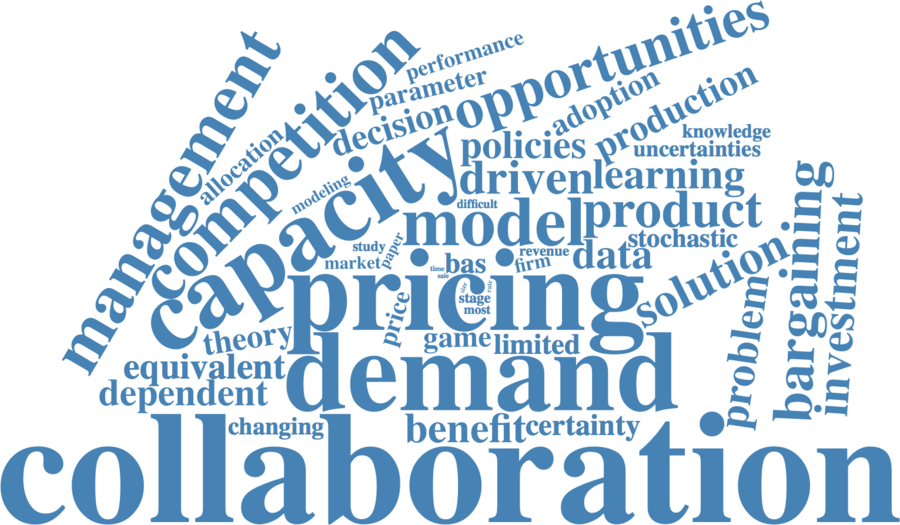 performance
parameter
opportunities
management
competition
decision
adoption
production
allocation
capacity
policies
knowledge
uncertainties
modeling
driven
learning
difficult
model
product
study
paper
stochastic
market
time
sale
bas
revenue
firm
data
solution
bargaining
investment
pricing
size
rate
stage
most
price
theory
game
limited
problem
equivalent
demand
dependent
changing
benefit
certainty
collaboration